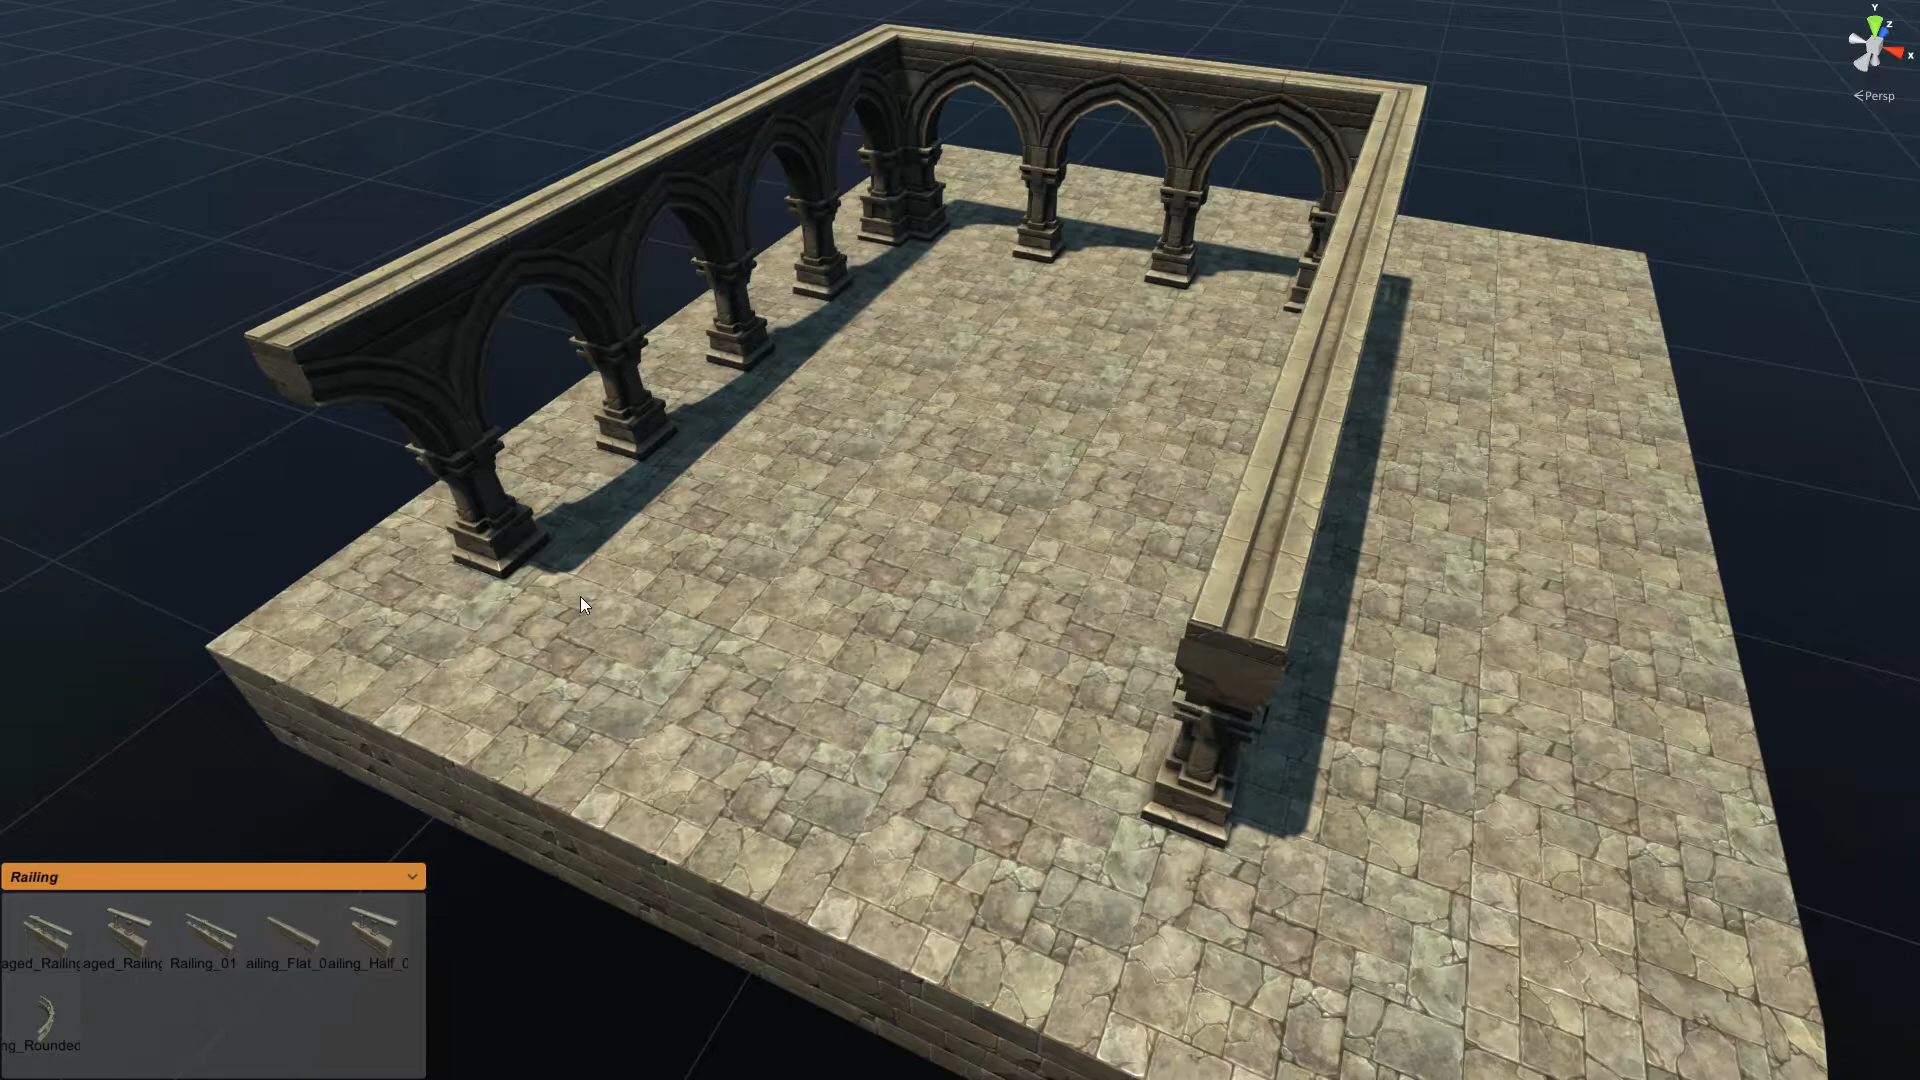 Y
Z
X
Persp
Railing
aged_Railing aged_Railing Railing_01 ailing_Flat_0 ailing_Half_0
ng_Rounded